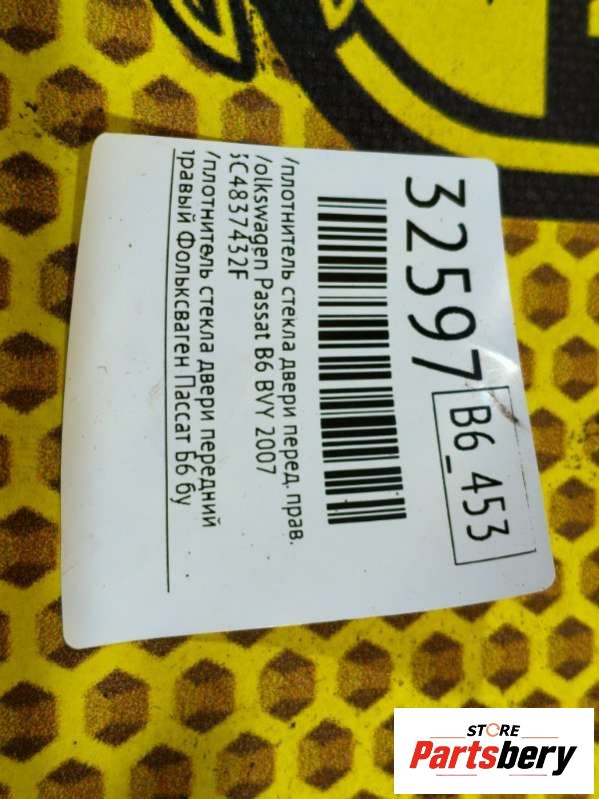 32597
B6_453
/плотнитель стекла двери перед. прав.
/olkswagen Passat B6 BVY 2007
3C4837432F
/плотнитель стекла двери передний
правый Фольксваген Пассат Б6 бу
STORE
Partsbery